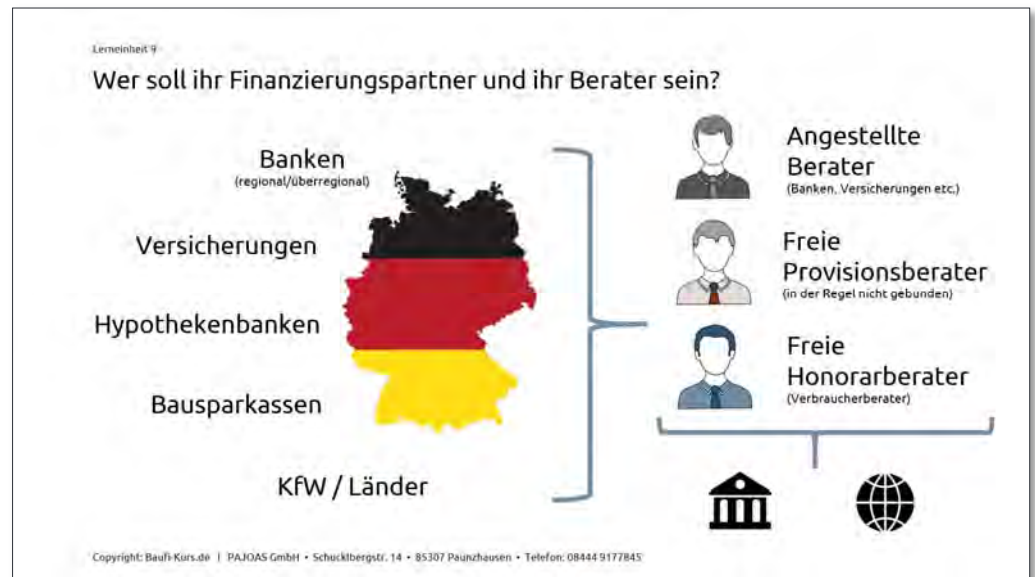 Lerneinheit 9
Wer soll ihr Finanzierungspartner und ihr Berater sein?
Banken
(regional/überregional)
Versicherungen
Hypothekenbanken
Bausparkassen
KfW / Länder
Angestellte
Berater
(Banken, Versicherungen etc.)
Freie
Provisionsberater
(in der Regel nicht gebunden)
Freie
Honorarberater
(Verbraucherberater)
Copyright: Baufi-Kurs.de | PAJOAS GmbH • Schucklbergstr. 14 • 85307 Paunzhausen • Telefon: 08444 9177845